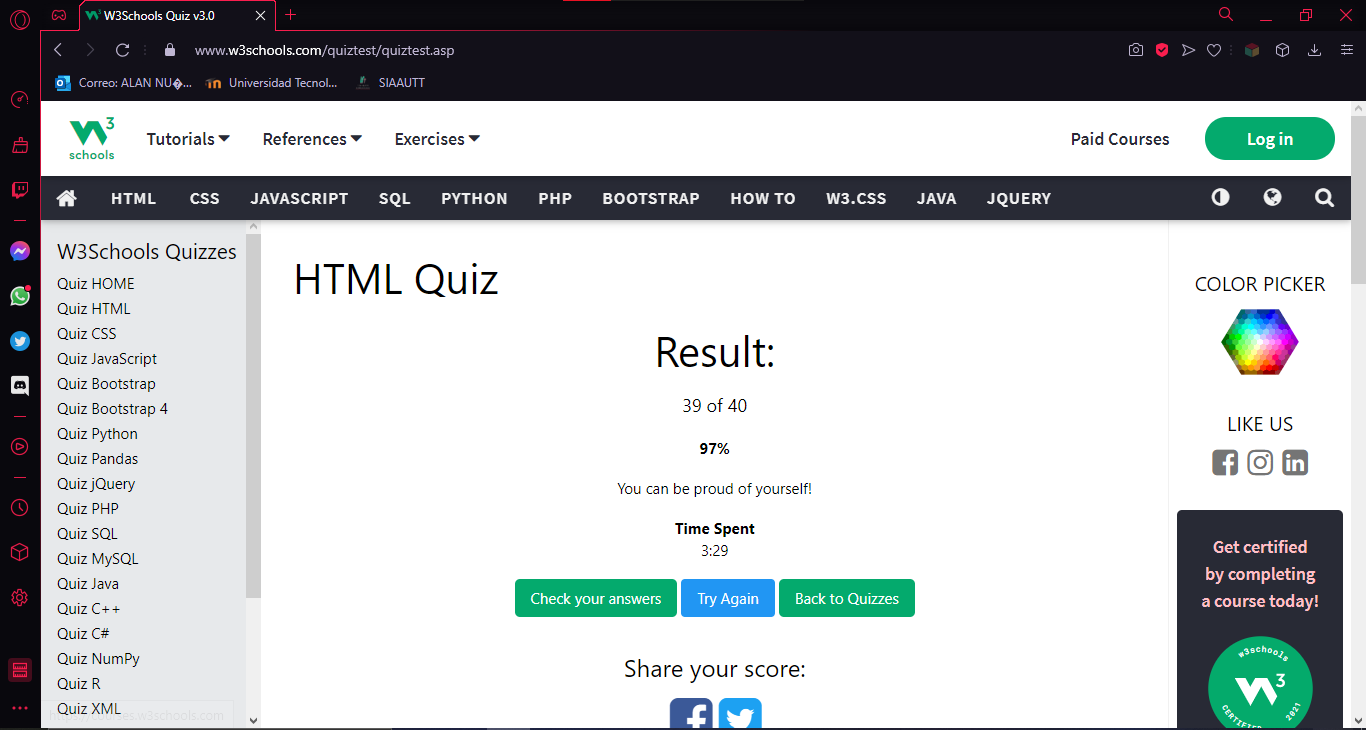 W3Schools Quiz v3.0
www.w3schools.com/quiztest/quiztest.asp
Correo: ALAN NU�... Universidad Tecnol... SIAAUTT
W3 schools Tutorials References Exercises Paid Courses Log in
HTML CSS JAVASCRIPT SQL PYTHON PHP BOOTSTRAP HOW TO W3.CSS JAVA JQUERY
W3Schools Quizzes
Quiz HOME
Quiz HTML
Quiz CSS
Quiz JavaScript
Quiz Bootstrap
Quiz Bootstrap 4
Quiz Python
Quiz Pandas
Quiz jQuery
Quiz PHP
Quiz SQL
Quiz MySQL
Quiz Java
Quiz C++
Quiz C#
Quiz NumPy
Quiz R
Quiz XML
HTML Quiz
Result:
39 of 40
97%
You can be proud of yourself!
Time Spent
3:29
Check your answers Try Again Back to Quizzes
Share your score:
COLOR PICKER
LIKE US
Get certified
by completing
a course today!
w3schools
W3
2021